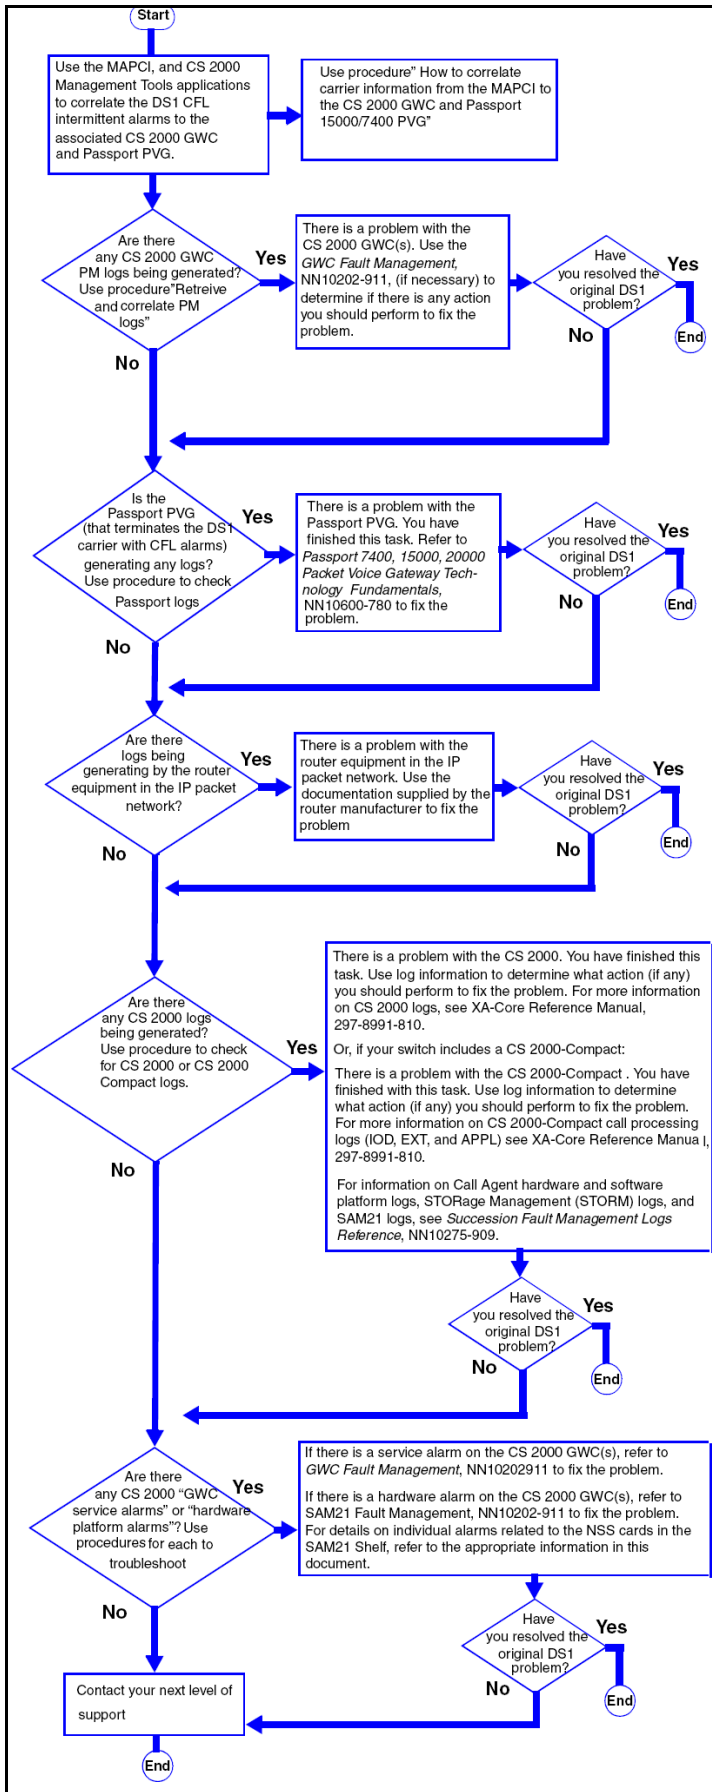 Start
Use the MAPCI, and CS 2000
Management Tools applications
to correlate the DS1 CFL
intermittent alarms to the
associated CS 2000 GWC
and Passport PVG.
Use procedure” How to correlate
carrier information from the MAPCI to
the CS 2000 GWC and Passport
15000/7400 PVG”
Are there
any CS 2000 GWC
PM logs being generated?
Use procedure”Retreive
and correlate PM
logs”
Yes
No
There is a problem with the
CS 2000 GWC(s). Use the
GWC Fault Management,
NN10202-911, (if necessary) to
determine if there is any action
you should perform to fix the
problem.
Have
you resolved the
original DS1
problem?
Yes
No
End
Is the
Passport PVG
(that terminates the DS1
carrier with CFL alarms)
generating any logs?
Use procedure to check
Passport logs
Yes
No
There is a problem with the
Passport PVG. You have
finished this task. Refer to
Passport 7400, 15000, 20000
Packet Voice Gateway Tech-
nology Fundamentals,
NN10600-780 to fix the
problem.
Have
you resolved the
original DS1
problem?
Yes
No
End
Are there
logs being
generating by the router
equipment in the IP packet
network?
Yes
No
There is a problem with the
router equipment in the IP
packet network. Use the
documentation supplied by the
router manufacturer to fix the
problem
Have
you resolved the
original DS1
problem?
Yes
No
End
Are there
any CS 2000 logs
being generated?
Use procedure to check
for CS 2000 or CS 2000
Compact logs.
Yes
No
There is a problem with the CS 2000. You have finished this
task. Use log information to determine what action (if any)
you should perform to fix the problem. For more information
on CS 2000 logs, see XA-Core Reference Manual,
297-8991-810.
Or, if your switch includes a CS 2000-Compact:
There is a problem with the CS 2000-Compact . You have
finished with this task. Use log information to determine
what action (if any) you should perform to fix the problem.
For more information on CS 2000-Compact call processing
logs (IOD, EXT, and APPL) see XA-Core Reference Manual,
297-8991-810.
For information on Call Agent hardware and software
platform logs, STORage Management (STORM) logs, and
SAM21 logs, see Succession Fault Management Logs
Reference, NN10275-909.
Have
you resolved the
original DS1
problem?
Yes
No
End
Are there
any CS 2000 “GWC
service alarms” or “hardware
platform alarms”? Use
procedures for each to
troubleshoot
Yes
No
If there is a service alarm on the CS 2000 GWC(s), refer to
GWC Fault Management, NN10202911 to fix the problem.
If there is a hardware alarm on the CS 2000 GWC(s), refer to
SAM21 Fault Management, NN10202-911 to fix the problem.
For details on individual alarms related to the NSS cards in the
SAM21 Shelf, refer to the appropriate information in this
document.
Have
you resolved the
original DS1
problem?
Yes
No
End
Contact your next level of
support
End